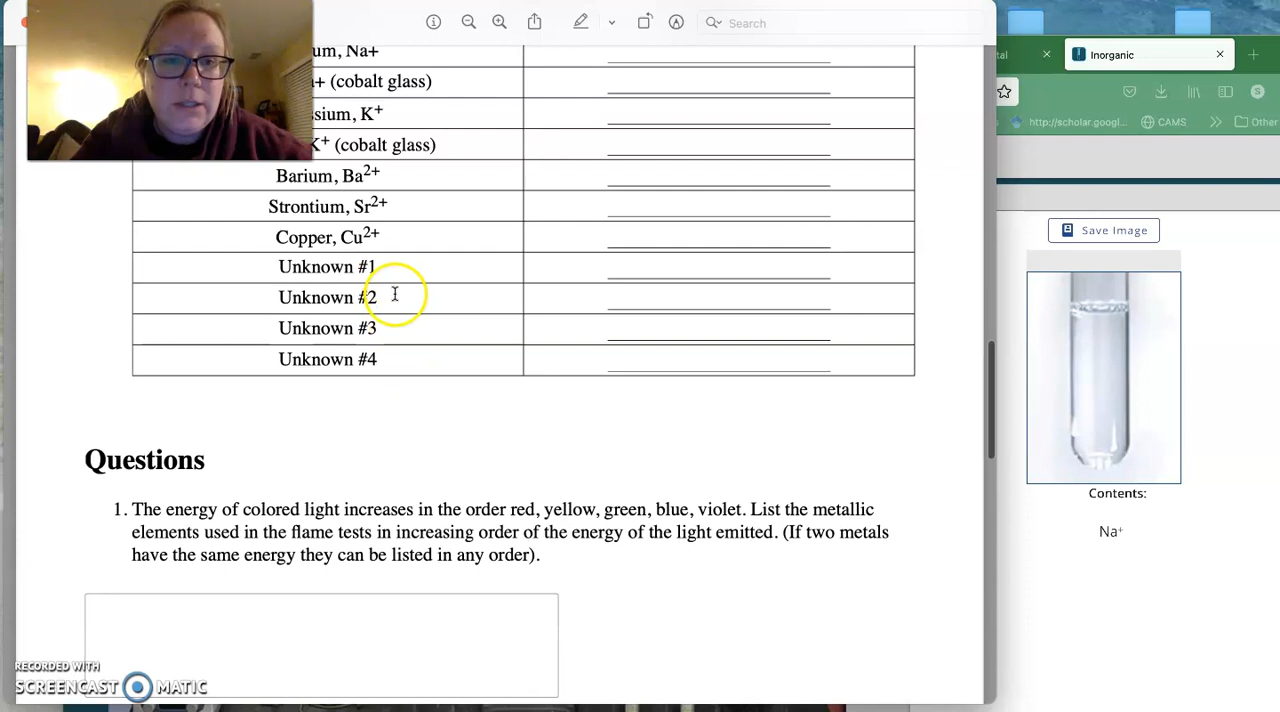 Search
um, Na+
a+ (cobalt glass)
ssium, K+
K+ (cobalt glass)
Barium, Ba2+
Strontium, Sr2+
Copper, Cu2+
Unknown #1
Unknown #2
Unknown #3
Unknown #4
Questions
1. The energy of colored light increases in the order red, yellow, green, blue, violet. List the metallic
elements used in the flame tests in increasing order of the energy of the light emitted. (If two metals
have the same energy they can be listed in any order).
RECORDED WITH
SCREENCAST MATIC
tal
Inorganic
S
http://scholar.googl...
CAMS
Other
Save Image
Contents:
Na+